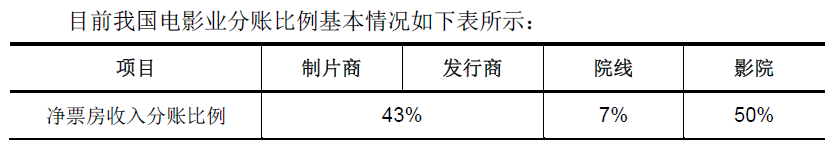 目前我国电影业分账比例基本情况如下表所示：
项目 制片商 发行商 院线 影院
净票房收入分账比例 43% 7% 50%